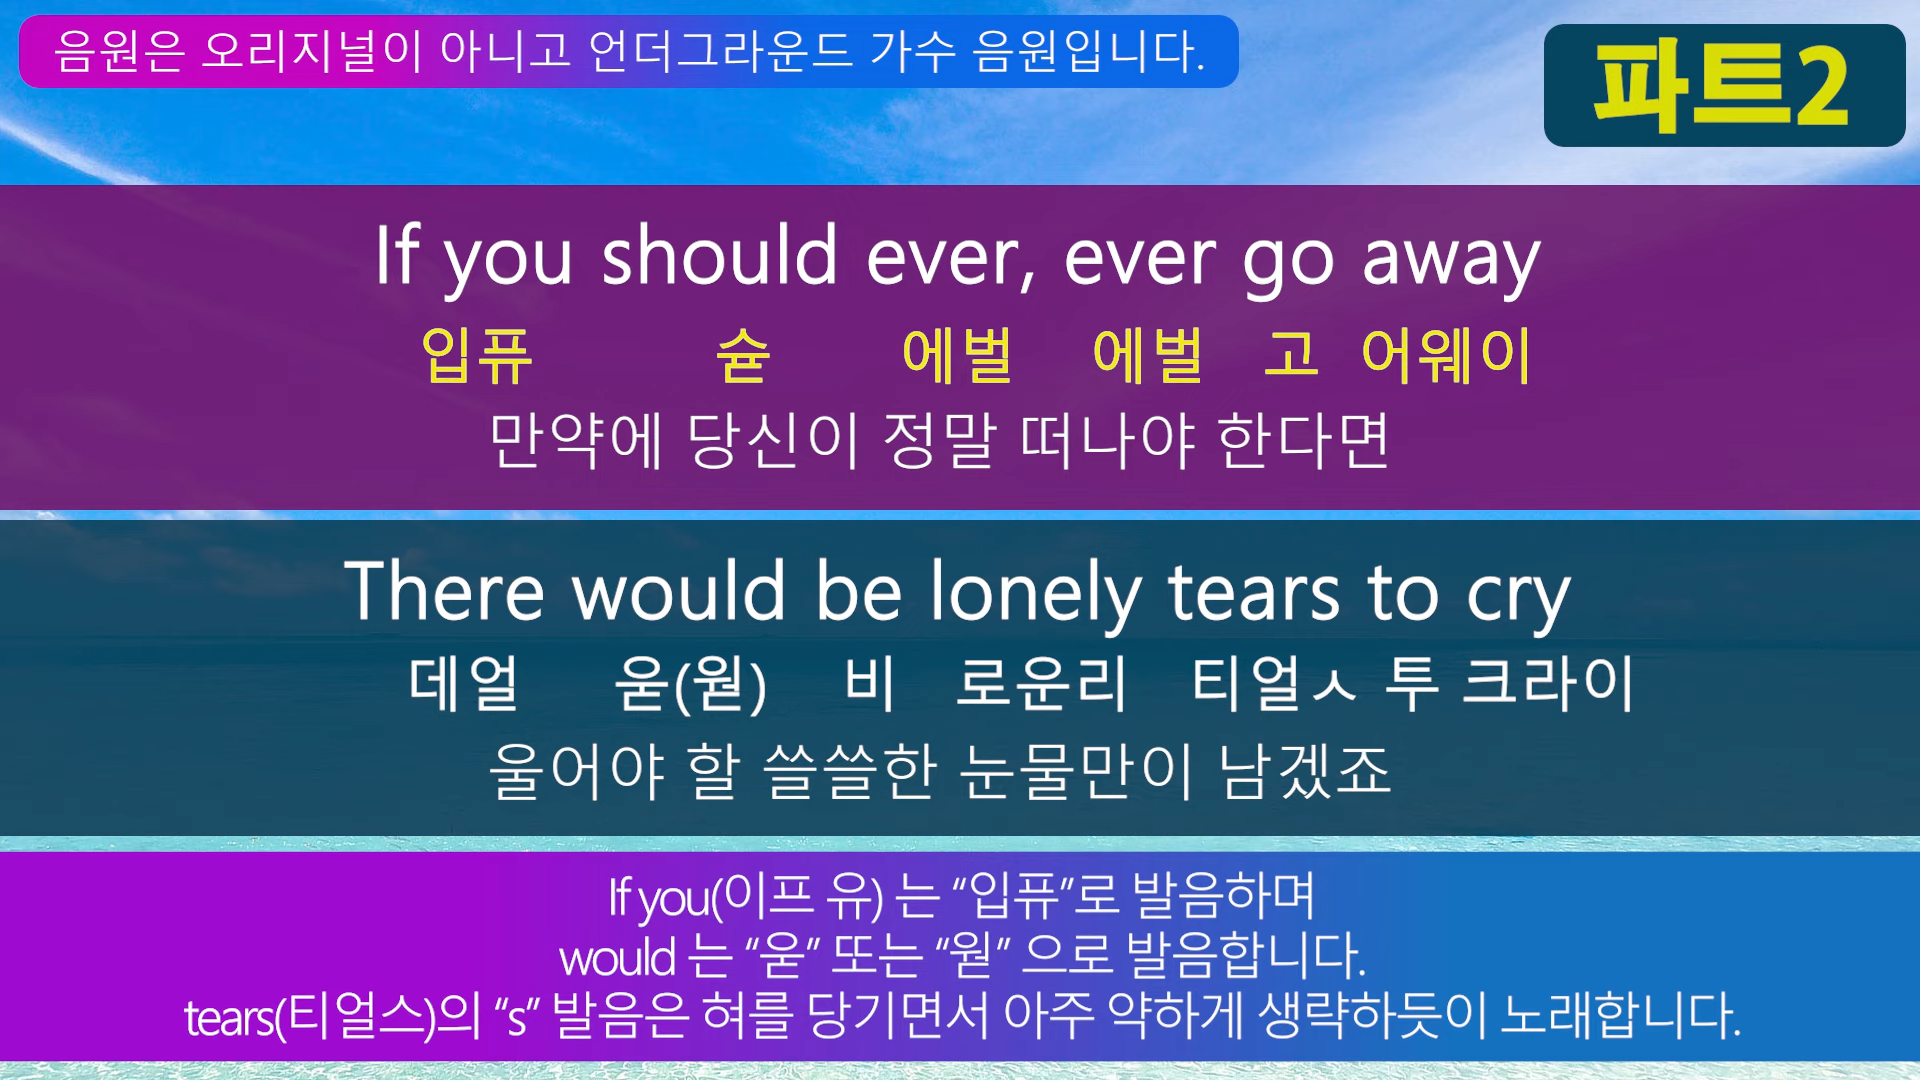 음원은 오리지널이 아니고 언더그라운드 가수 음원입니다.
파트2
If you should ever, ever go away
입퓨 슏 에벌 에벌 고 어웨이
만약에 당신이 정말 떠나야 한다면
There would be lonely tears to cry
데얼 욷(웓) 비 로운리 티얼ㅅ 투 크라이
울어야 할 쓸쓸한 눈물만이 남겠죠
If you(이프 유) 는 “입퓨”로 발음하며
would 는 “욷” 또는 “웓” 으로 발음합니다.
tears(티얼스)의 “s” 발음은 혀를 당기면서 아주 약하게 생략하듯이 노래합니다.